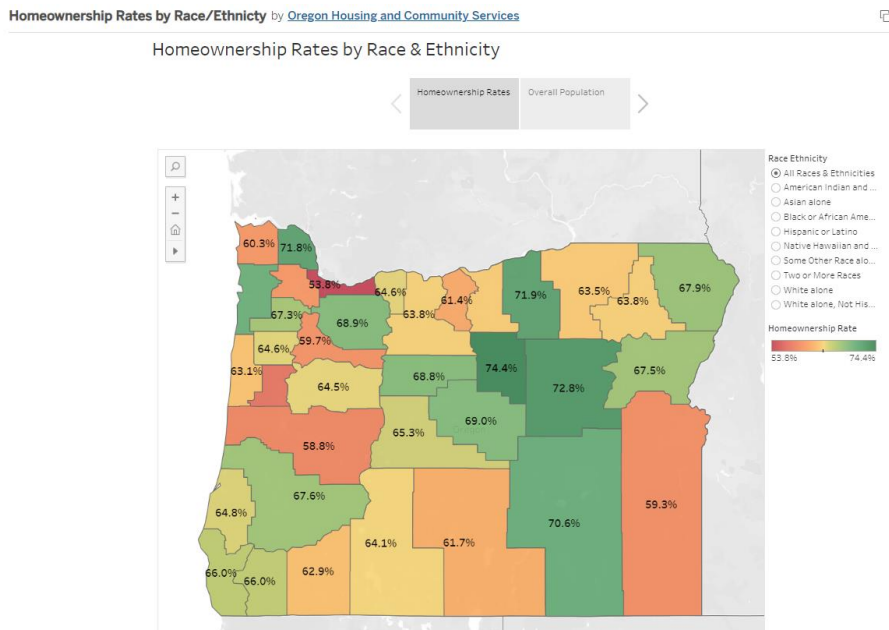 Homeownership Rates by Race/Ethnicty by Oregon Housing and Community Services
Homeownership Rates by Race & Ethnicity
Homeownership Rates
Overall Population
Race Ethnicity
All Races & Ethnicities
American Indian and ...
Asian alone
Black or African Ame...
Hispanic or Latino
Native Hawaiian and ...
Some Other Race alo...
Two or More Races
White alone
White alone, Not His...
Homeownership Rate
53.8% 74.4%
60.3% 71.8%
53.8% 64.6% 61.4% 71.9% 63.5% 63.8% 67.9%
67.3% 68.9% 63.8%
64.6% 59.7%
63.1% 64.5% 68.8% 74.4% 72.8% 67.5%
58.8% 65.3% 69.0%
64.8% 67.6% 64.1% 61.7% 70.6% 59.3%
66.0% 66.0% 62.9%